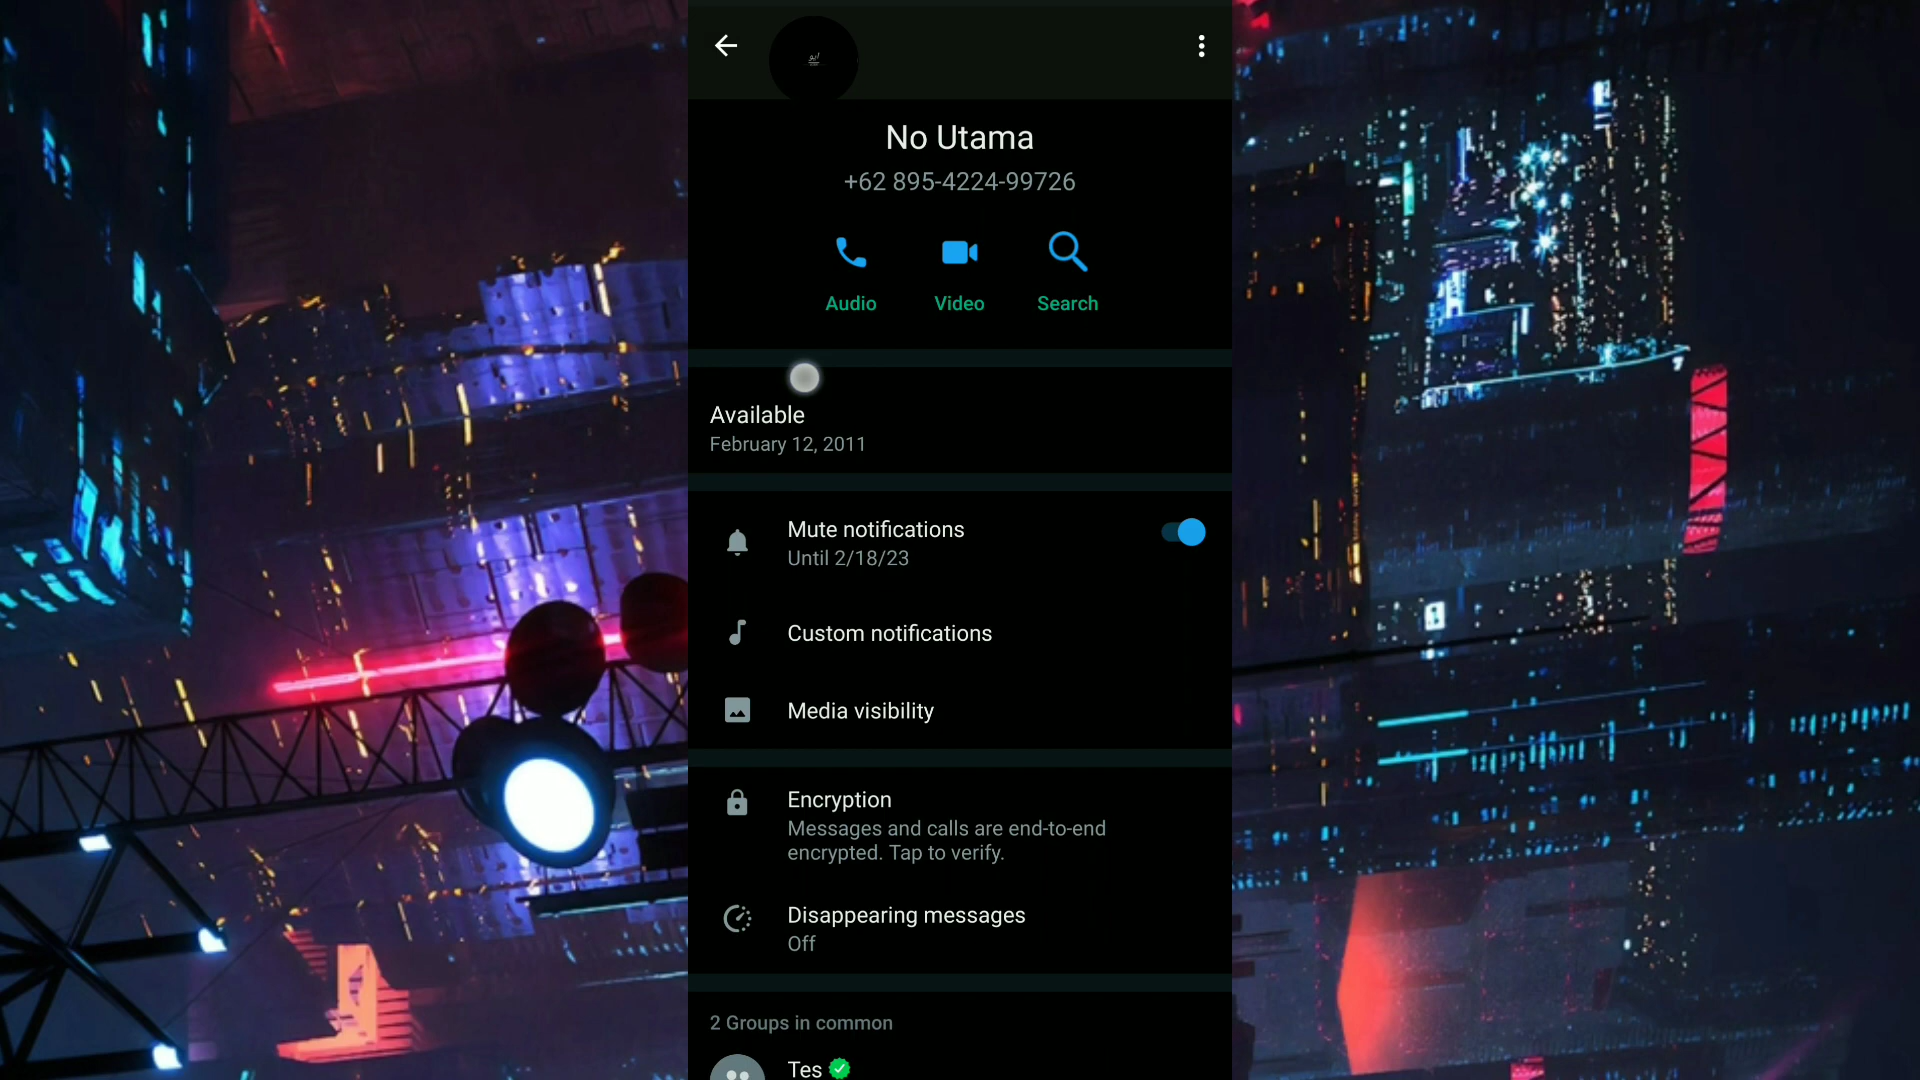 No Utama
+62 895-4224-99726
Audio
Video
Search
Available
February 12, 2011
Mute notifications
Until 2/18/23
Custom notifications
Media visibility
Encryption
Messages and calls are end-to-end
encrypted. Tap to verify.
Disappearing messages
Off
2 Groups in common
Tes